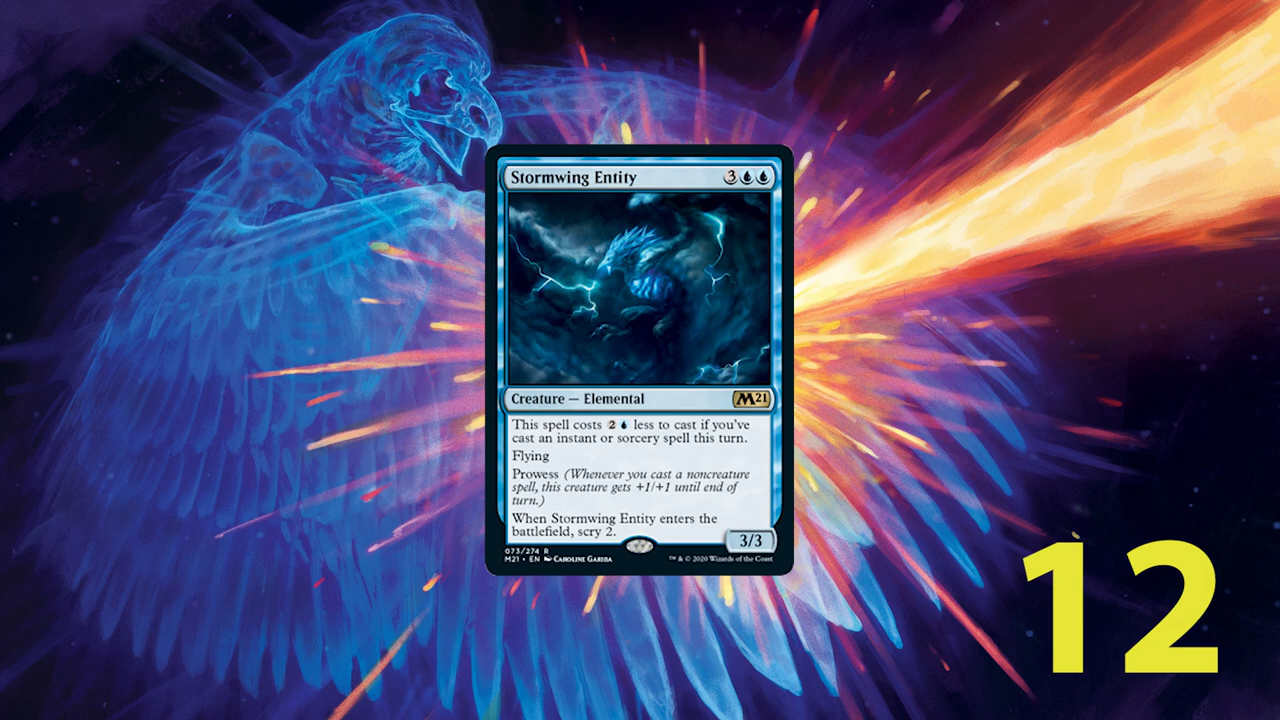 Stormwing Entity 3
Creature — Elemental M21
This spell costs 2 less to cast if you've
cast an instant or sorcery spell this turn.
Flying
Prowess (Whenever you cast a noncreature
spell, this creature gets +1/+1 until end of
turn.)
When Stormwing Entity enters the
battlefield, scry 2.
3/3
073/274 R
M21 • EN Caroline Gariba ™ & © 2020 Wizards of the Coast
12